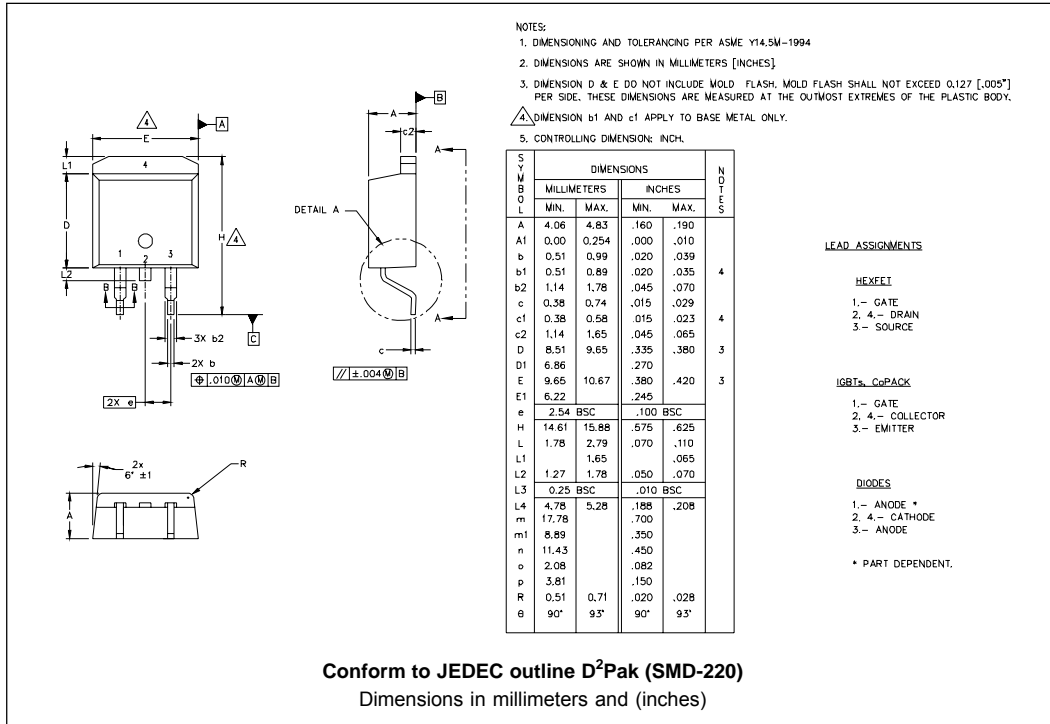 NOTES:
1. DIMENSIONING AND TOLERANCING PER ASME Y14.5M-1994
2. DIMENSIONS ARE SHOWN IN MILLIMETERS [INCHES].
3. DIMENSION D & E DO NOT INCLUDE MOLD FLASH. MOLD FLASH SHALL NOT EXCEED 0.127 [.005"]
PER SIDE. THESE DIMENSIONS ARE MEASURED AT THE OUTMOST EXTREMES OF THE PLASTIC BODY.
4. DIMENSION b1 AND c1 APPLY TO BASE METAL ONLY.
5. CONTROLLING DIMENSION: INCH.
4
E
A
L1
4
D
H
4
1
2
3
L2
B
B
C
3X b2
2X b
⌖ .010 Ⓜ A Ⓜ B
2X e
B
A
c2
A
DETAIL A
A
c
// ±.004 Ⓜ B
2x
6° ±1
R
A
SYMBOL DIMENSIONS NOTES
MILLIMETERS INCHES
MIN. MAX. MIN. MAX.
A 4.06 4.83 .160 .190
A1 0.00 0.254 .000 .010
b 0.51 0.99 .020 .039
b1 0.51 0.89 .020 .035 4
b2 1.14 1.78 .045 .070
c 0.38 0.74 .015 .029
c1 0.38 0.58 .015 .023 4
c2 1.14 1.65 .045 .065
D 8.51 9.65 .335 .380 3
D1 6.86 .270
E 9.65 10.67 .380 .420 3
E1 6.22 .245
e 2.54 BSC .100 BSC
H 14.61 15.88 .575 .625
L 1.78 2.79 .070 .110
L1 1.65 .065
L2 1.27 1.78 .050 .070
L3 0.25 BSC .010 BSC
L4 4.78 5.28 .188 .208
m 17.78 .700
m1 8.89 .350
n 11.43 .450
o 2.08 .082
p 3.81 .150
R 0.51 0.71 .020 .028
θ 90° 93° 90° 93°
LEAD ASSIGNMENTS
HEXFET
1.- GATE
2, 4.- DRAIN
3.- SOURCE
IGBTs, CoPACK
1.- GATE
2, 4.- COLLECTOR
3.- EMITTER
DIODES
1.- ANODE *
2, 4.- CATHODE
3.- ANODE
* PART DEPENDENT.
Conform to JEDEC outline D²Pak (SMD-220)
Dimensions in millimeters and (inches)